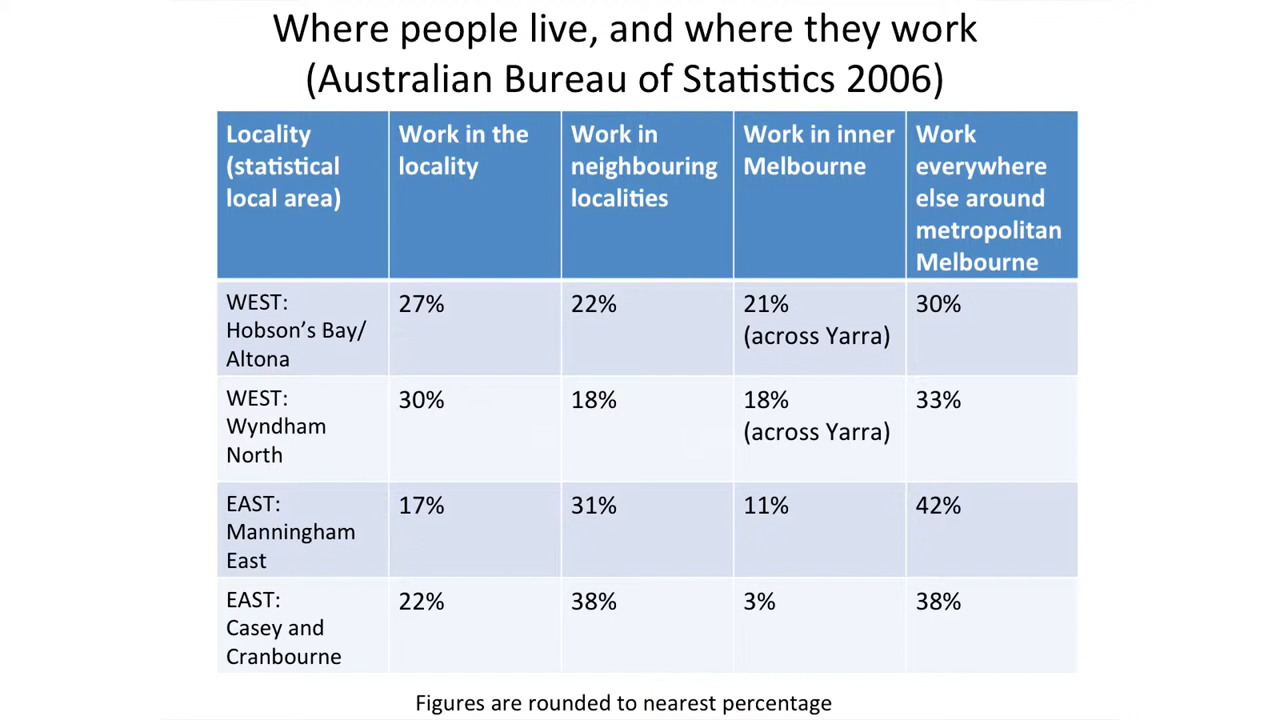 Where people live, and where they work
(Australian Bureau of Statistics 2006)
Locality
(statistical
local area)
Work in the
locality
Work in
neighbouring
localities
Work in inner
Melbourne
Work
everywhere
else around
metropolitan
Melbourne
WEST:
Hobson’s Bay/
Altona
27%
22%
21%
(across Yarra)
30%
WEST:
Wyndham
North
30%
18%
18%
(across Yarra)
33%
EAST:
Manningham
East
17%
31%
11%
42%
EAST:
Casey and
Cranbourne
22%
38%
3%
38%
Figures are rounded to nearest percentage